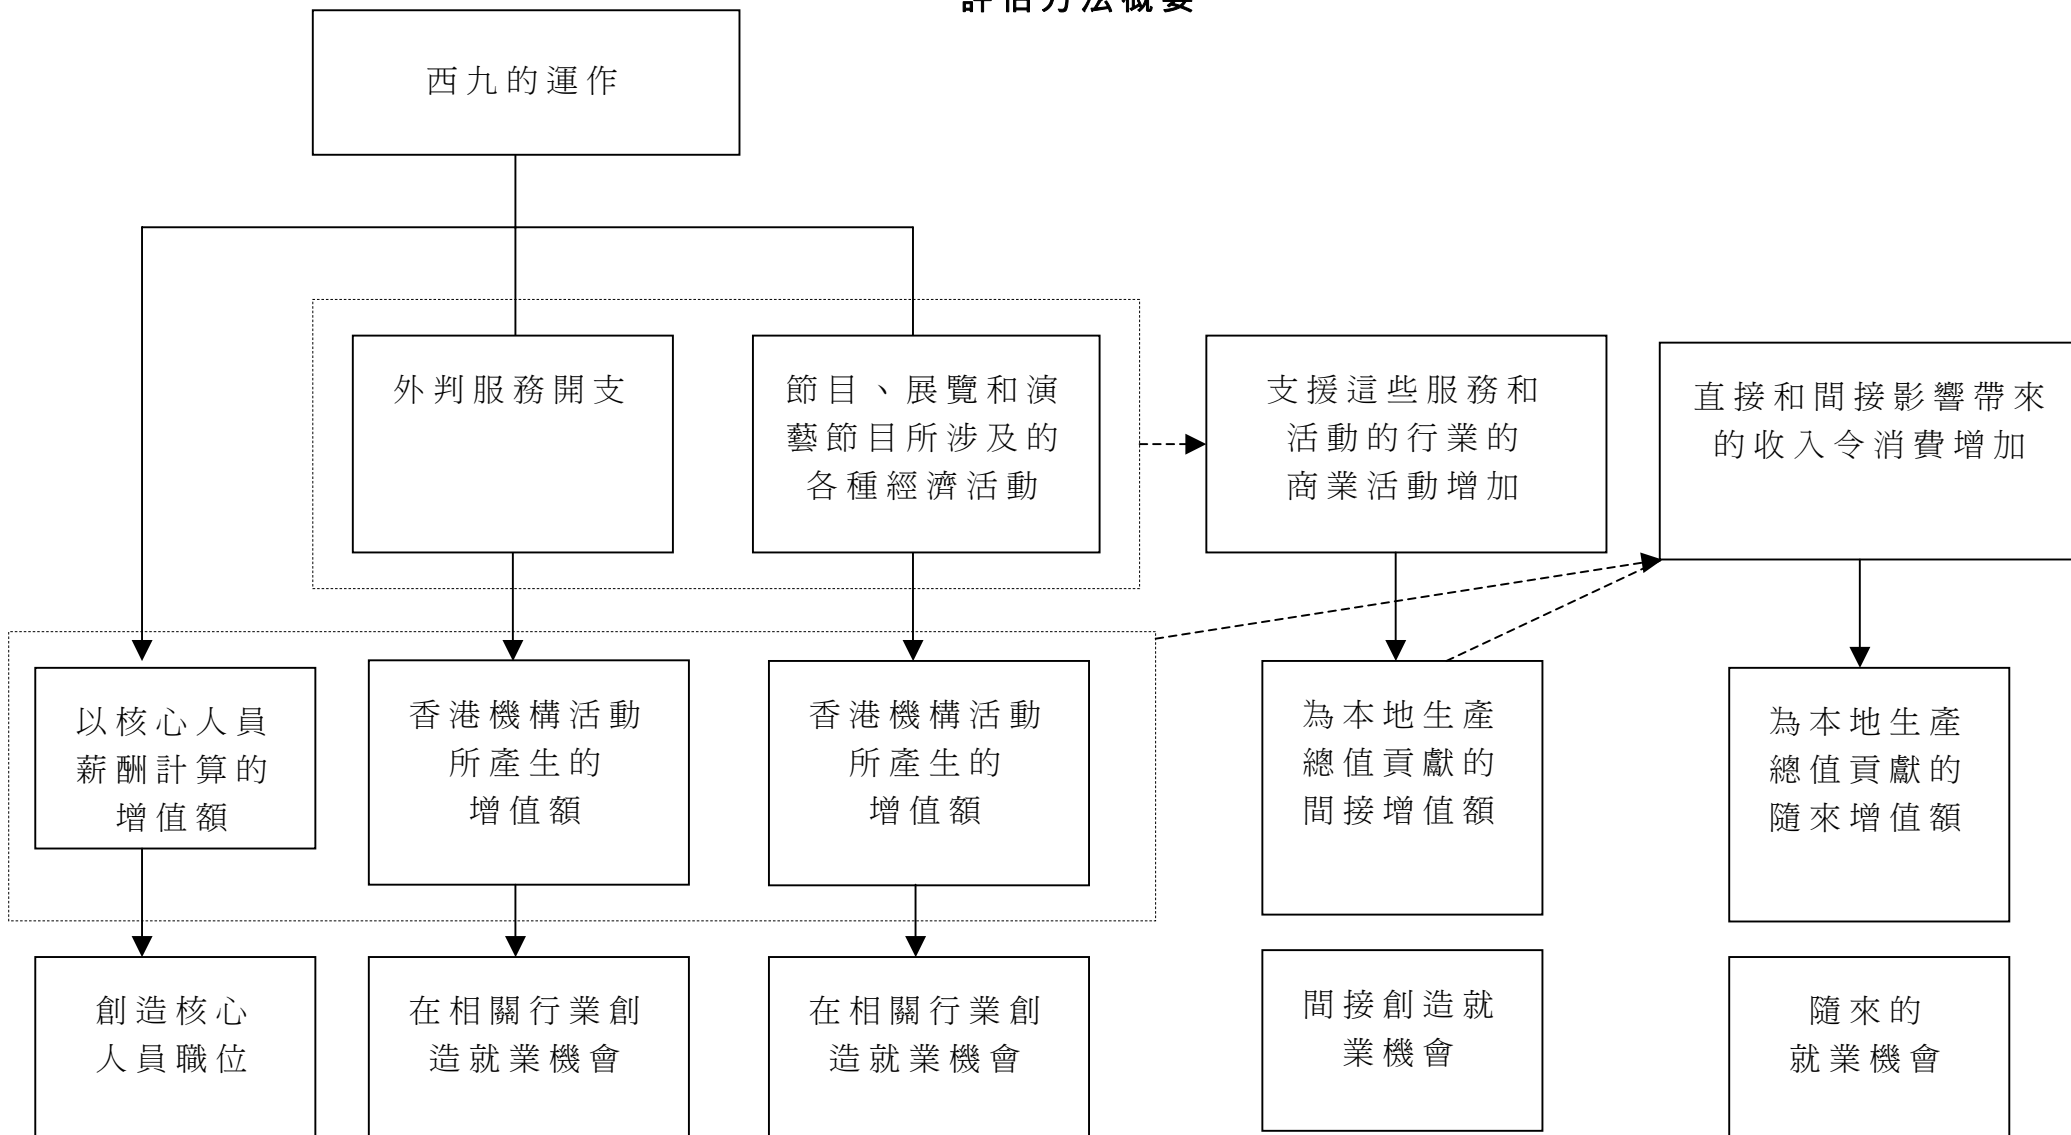 評估方法概要
西九的運作
外判服務開支
節目、展覽和演
藝節目所涉及的
各種經濟活動
支援這些服務和
活動的行業的
商業活動增加
直接和間接影響帶來
的收入令消費增加
以核心人員
薪酬計算的
增值額
香港機構活動
所產生的
增值額
香港機構活動
所產生的
增值額
為本地生產
總值貢獻的
間接增值額
為本地生產
總值貢獻的
隨來增值額
創造核心
人員職位
在相關行業創
造就業機會
在相關行業創
造就業機會
間接創造就
業機會
隨來的
就業機會